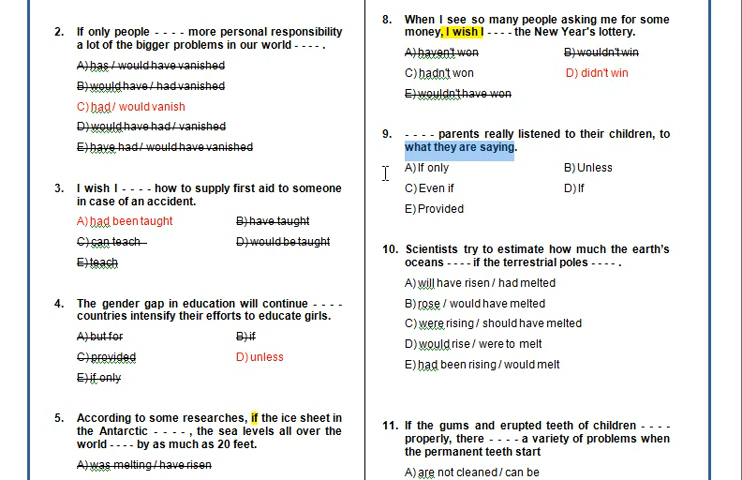 2. If only people - - - - more personal responsibility
a lot of the bigger problems in our world - - - - .
A) has / would have vanished
B) would have / had vanished
C) had / would vanish
D) would have had / vanished
E) have had / would have vanished
3. I wish I - - - - how to supply first aid to someone
in case of an accident.
A) had been taught B) have taught
C) can teach D) would be taught
E) teach
4. The gender gap in education will continue - - - -
countries intensify their efforts to educate girls.
A) but for B) if
C) provided D) unless
E) if only
5. According to some researches, if the ice sheet in
the Antarctic - - - - , the sea levels all over the
world - - - - by as much as 20 feet.
A) was melting / have risen
8. When I see so many people asking me for some
money, I wish I - - - - the New Year's lottery.
A) haven't won B) wouldn't win
C) hadn't won D) didn't win
E) wouldn't have won
9. - - - - parents really listened to their children, to
what they are saying.
A) If only B) Unless
C) Even if D) If
E) Provided
10. Scientists try to estimate how much the earth's
oceans - - - - if the terrestrial poles - - - - .
A) will have risen / had melted
B) rose / would have melted
C) were rising / should have melted
D) would rise / were to melt
E) had been rising / would melt
11. If the gums and erupted teeth of children - - - -
properly, there - - - - a variety of problems when
the permanent teeth start
A) are not cleaned / can be